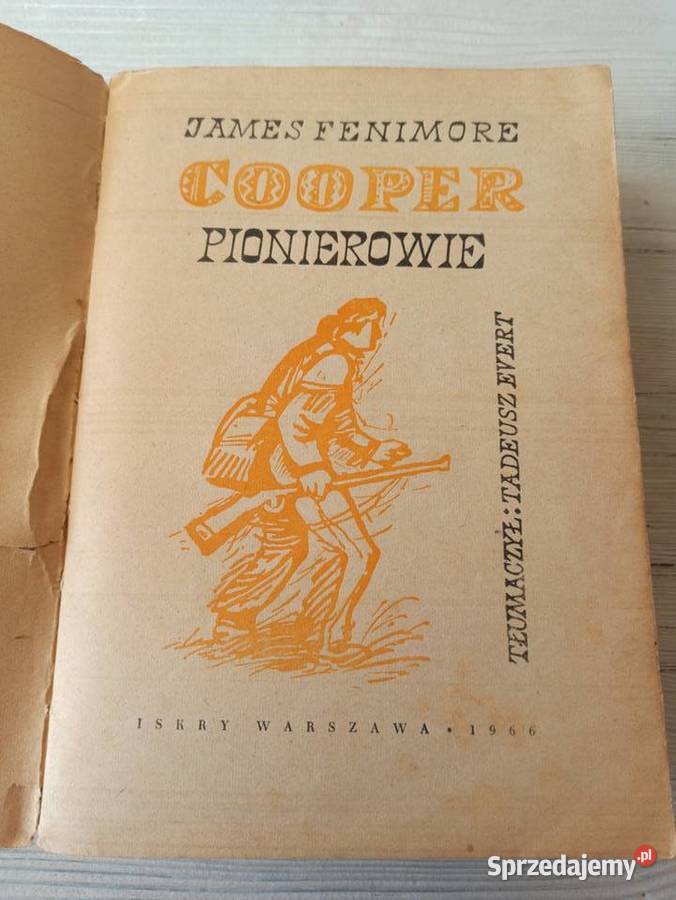 JAMES FENIMORE
COOPER
PIONIEROWIE
TŁUMACZYŁ: TADEUSZ EVERT
ISKRY WARSZAWA • 1966
Sprzedajemy.pl